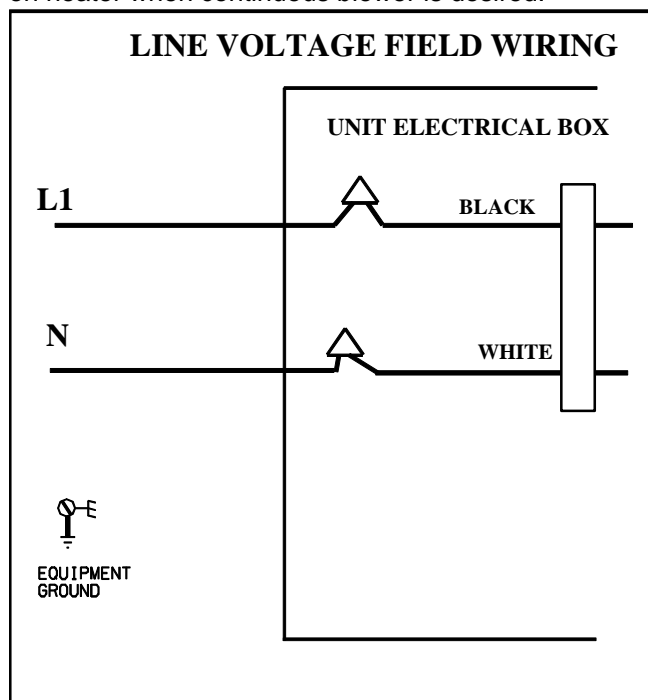 on heater when continuous blower is desired.
LINE VOLTAGE FIELD WIRING
UNIT ELECTRICAL BOX
L1
BLACK
N
WHITE
EQUIPMENT
GROUND